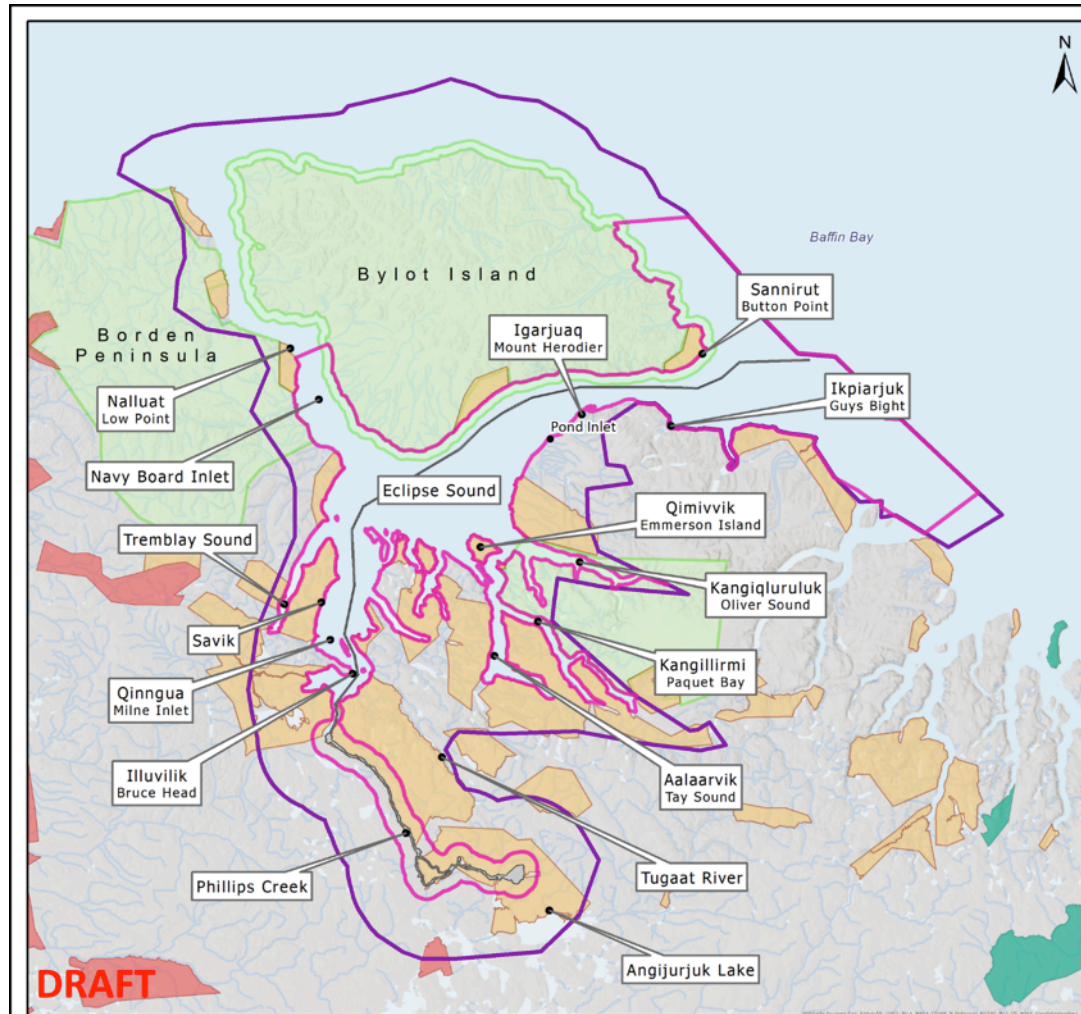 N
Baffin Bay
Bylot Island
Sannirut
Button Point
Igarjuaq
Mount Herodier
Borden
Peninsula
Ikpiarjuk
Guys Bight
Nalluat
Low Point
Pond Inlet
Navy Board Inlet
Eclipse Sound
Qimivvik
Emmerson Island
Tremblay Sound
Kangiqluruluk
Oliver Sound
Savik
Kangillirmi
Paquet Bay
Qinngua
Milne Inlet
Illuvilik
Bruce Head
Aalaarvik
Tay Sound
Phillips Creek
Tugaat River
Angijurjuk Lake
DRAFT